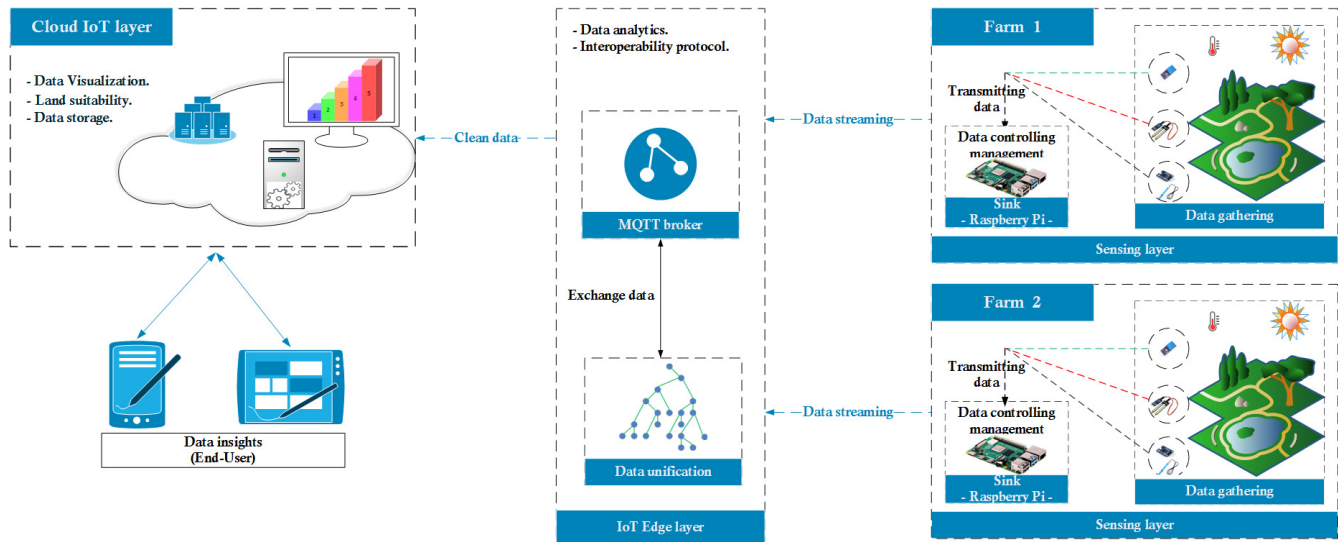 Cloud IoT layer
- Data Visualization.
- Land suitability.
- Data storage.
1
2
3
4
5
Clean data
Data insights
(End-User)
- Data analytics.
- Interoperability protocol.
MQTT broker
Exchange data
Data unification
IoT Edge layer
Data streaming
Data streaming
Farm 1
Transmitting
data
Data controlling
management
Sink
- Raspberry Pi -
Data gathering
Sensing layer
Farm 2
Transmitting
data
Data controlling
management
Sink
- Raspberry Pi -
Data gathering
Sensing layer